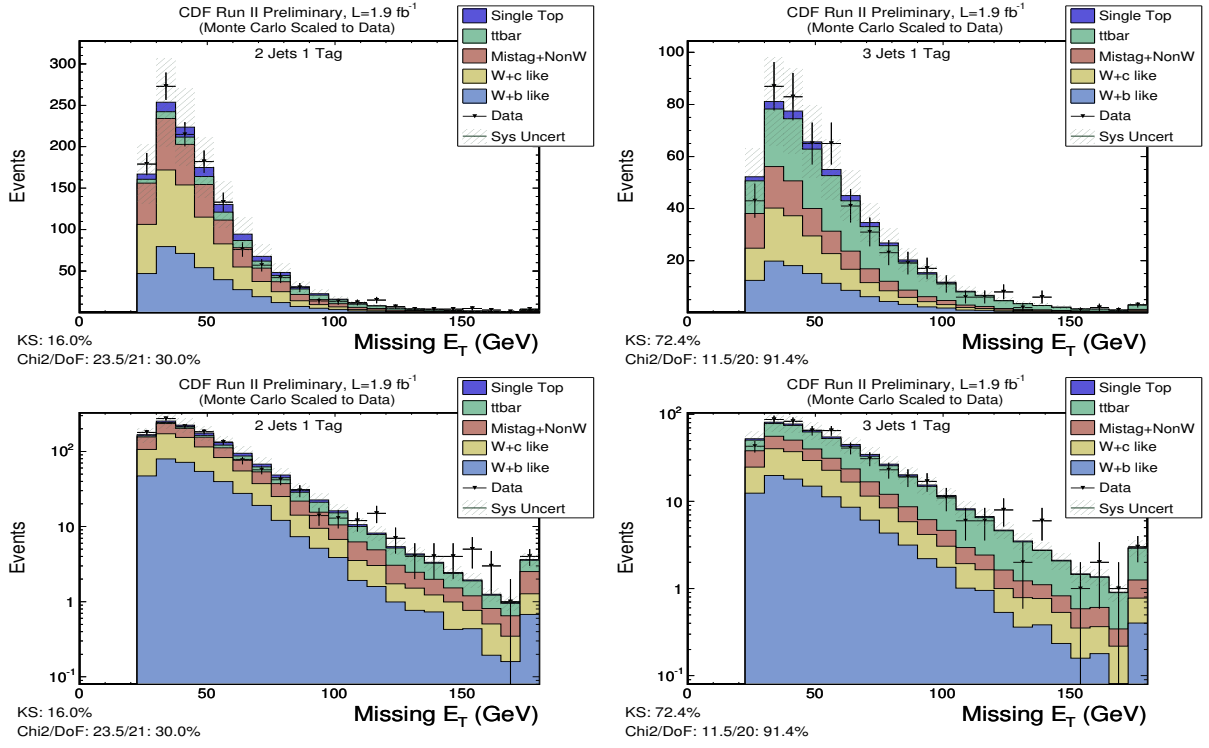 CDF Run II Preliminary, L=1.9 fb⁻¹
(Monte Carlo Scaled to Data)
2 Jets 1 Tag
Single Top
ttbar
Mistag+NonW
W+c like
W+b like
Data
Sys Uncert
Events
300
250
200
150
100
50
0 50 100 150
Missing E_T (GeV)
KS: 16.0%
Chi2/DoF: 23.5/21: 30.0%
CDF Run II Preliminary, L=1.9 fb⁻¹
(Monte Carlo Scaled to Data)
3 Jets 1 Tag
Single Top
ttbar
Mistag+NonW
W+c like
W+b like
Data
Sys Uncert
Events
100
80
60
40
20
0 50 100 150
Missing E_T (GeV)
KS: 72.4%
Chi2/DoF: 11.5/20: 91.4%
CDF Run II Preliminary, L=1.9 fb⁻¹
(Monte Carlo Scaled to Data)
2 Jets 1 Tag
Single Top
ttbar
Mistag+NonW
W+c like
W+b like
Data
Sys Uncert
Events
10²
10
1
10⁻¹
0 50 100 150
Missing E_T (GeV)
KS: 16.0%
Chi2/DoF: 23.5/21: 30.0%
CDF Run II Preliminary, L=1.9 fb⁻¹
(Monte Carlo Scaled to Data)
3 Jets 1 Tag
Single Top
ttbar
Mistag+NonW
W+c like
W+b like
Data
Sys Uncert
Events
10²
10
1
10⁻¹
0 50 100 150
Missing E_T (GeV)
KS: 72.4%
Chi2/DoF: 11.5/20: 91.4%